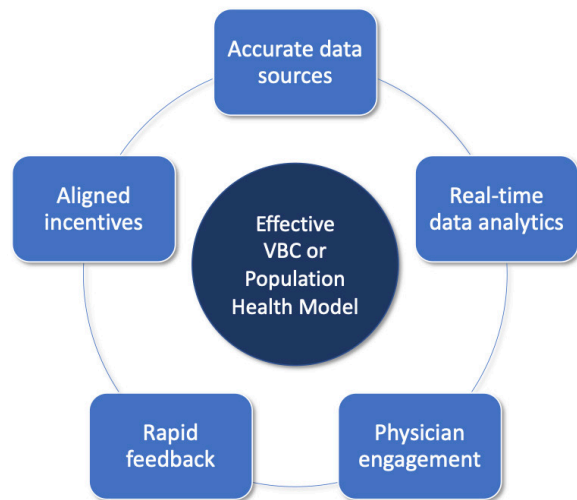 Accurate data
sources
Real-time
data analytics
Physician
engagement
Rapid
feedback
Aligned
incentives
Effective
VBC or
Population
Health Model